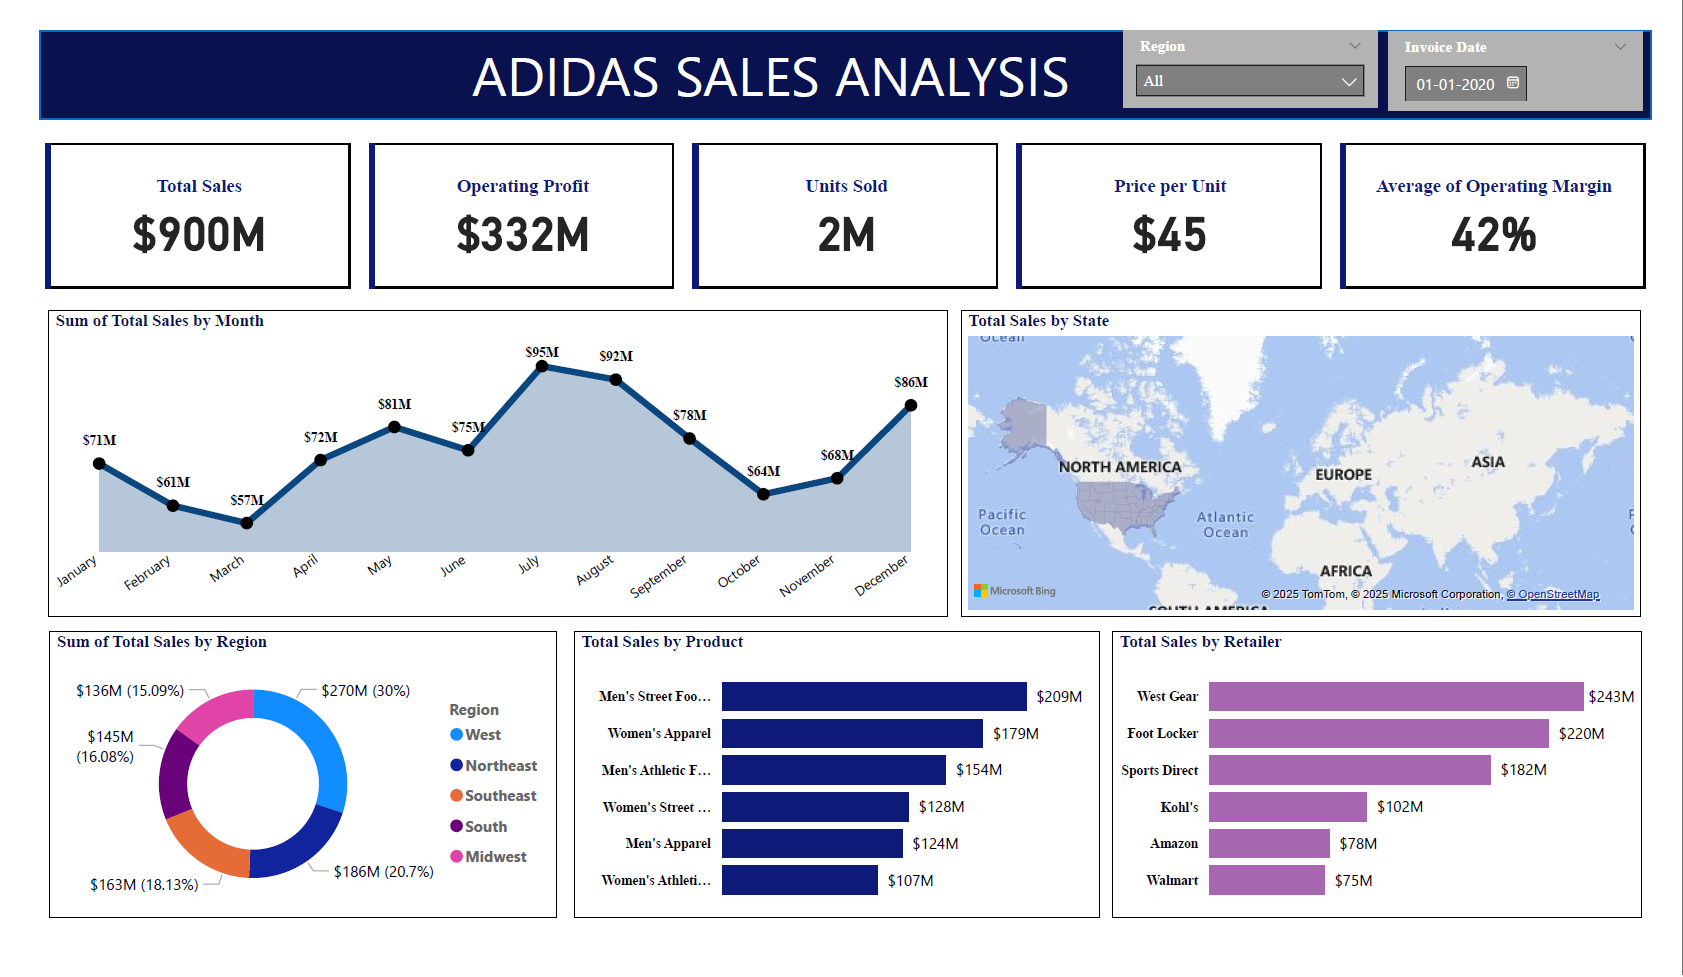 ADIDAS SALES ANALYSIS
Region
All
Invoice Date
01-01-2020
Total Sales
$900M
Operating Profit
$332M
Units Sold
2M
Price per Unit
$45
Average of Operating Margin
42%
Sum of Total Sales by Month
$71M
$61M
$57M
$72M
$81M
$75M
$95M
$92M
$78M
$64M
$68M
$86M
January
February
March
April
May
June
July
August
September
October
November
December
Total Sales by State
Ocean
NORTH AMERICA
EUROPE
ASIA
Pacific
Ocean
Atlantic
Ocean
AFRICA
SOUTH AMERICA
Microsoft Bing
© 2025 TomTom, © 2025 Microsoft Corporation, © OpenStreetMap
Sum of Total Sales by Region
$136M (15.09%)
$270M (30%)
$145M
(16.08%)
$163M (18.13%)
$186M (20.7%)
Region
West
Northeast
Southeast
South
Midwest
Total Sales by Product
Men's Street Foo... $209M
Women's Apparel $179M
Men's Athletic F... $154M
Women's Street ... $128M
Men's Apparel $124M
Women's Athleti... $107M
Total Sales by Retailer
West Gear $243M
Foot Locker $220M
Sports Direct $182M
Kohl's $102M
Amazon $78M
Walmart $75M